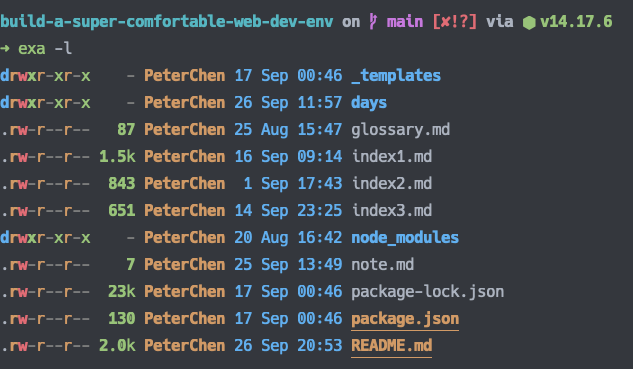 build-a-super-comfortable-web-dev-env on main [✘!?] via ⬢ v14.17.6
➜ exa -l
drwxr-xr-x - PeterChen 17 Sep 00:46 _templates
drwxr-xr-x - PeterChen 26 Sep 11:57 days
.rw-r--r-- 87 PeterChen 25 Aug 15:47 glossary.md
.rw-r--r-- 1.5k PeterChen 16 Sep 09:14 index1.md
.rw-r--r-- 843 PeterChen 1 Sep 17:43 index2.md
.rw-r--r-- 651 PeterChen 14 Sep 23:25 index3.md
drwxr-xr-x - PeterChen 20 Aug 16:42 node_modules
.rw-r--r-- 7 PeterChen 25 Sep 13:49 note.md
.rw-r--r-- 23k PeterChen 17 Sep 00:46 package-lock.json
.rw-r--r-- 130 PeterChen 17 Sep 00:46 package.json
.rw-r--r-- 2.0k PeterChen 26 Sep 20:53 README.md